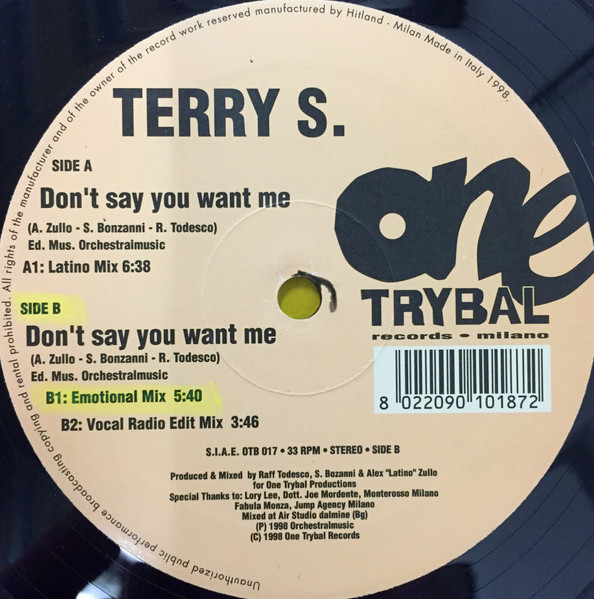 Unauthorized public performance broadcasting copying and rental prohibited. All rights of the manufacturer and of the owner of the record work reserved manufactured by Hitland - Milan Made in Italy 1998.
TERRY S.
SIDE A
Don't say you want me
(A. Zullo - S. Bonzanni - R. Todesco)
Ed. Mus. Orchestralmusic
A1: Latino Mix 6:38
one
TRYBAL
records • milano
SIDE B
Don't say you want me
(A. Zullo - S. Bonzanni - R. Todesco)
Ed. Mus. Orchestralmusic
B1: Emotional Mix 5:40
B2: Vocal Radio Edit Mix 3:46
8 022090 101872
S.I.A.E. OTB 017 • 33 RPM • STEREO • SIDE B
Produced & Mixed by Raff Todesco, S. Bozanni & Alex "Latino" Zullo
for One Trybal Productions
Special Thanks to: Lory Lee, Dott. Joe Mordente, Monterosso Milano
Fabula Monza, Jump Agency Milano
Mixed at Air Studio dalmine (Bg)
(P) 1998 Orchestralmusic
(C) 1998 One Trybal Records